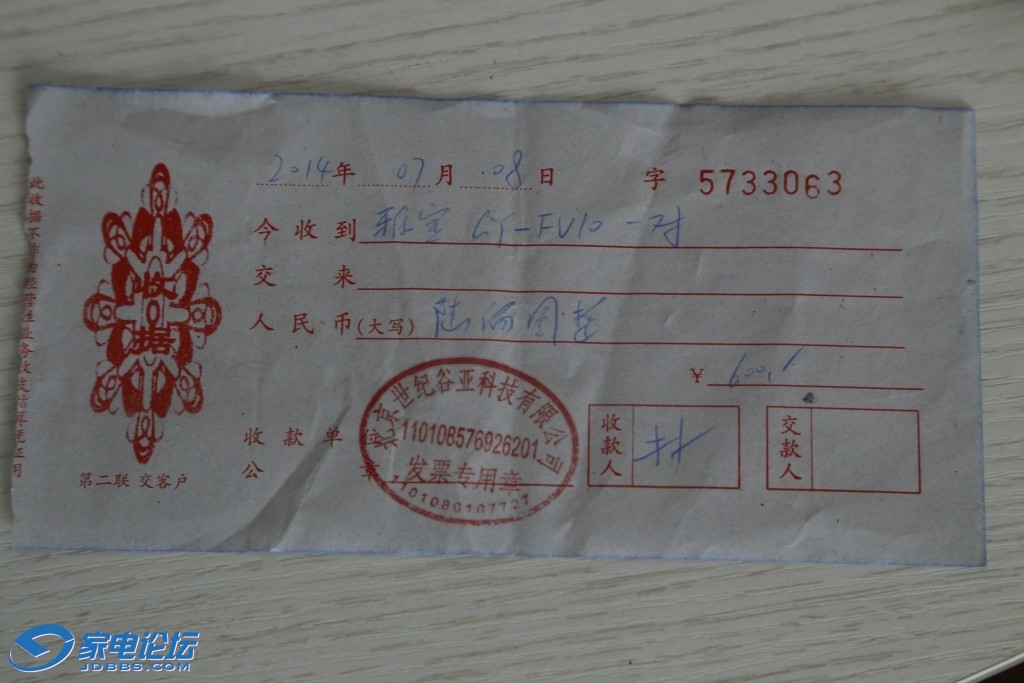 2014年 07月 08日 字 5733063
今收到 雅宝 GT-FV10 一对
交来
人民币(大写) 陆佰圆整
¥ 600.
收款单位
公章
收款人
交款人
北京世纪谷亚科技有限公司
110108576926201
发票专用章
收据
第二联 交客户
家电论坛
JDBBS.COM